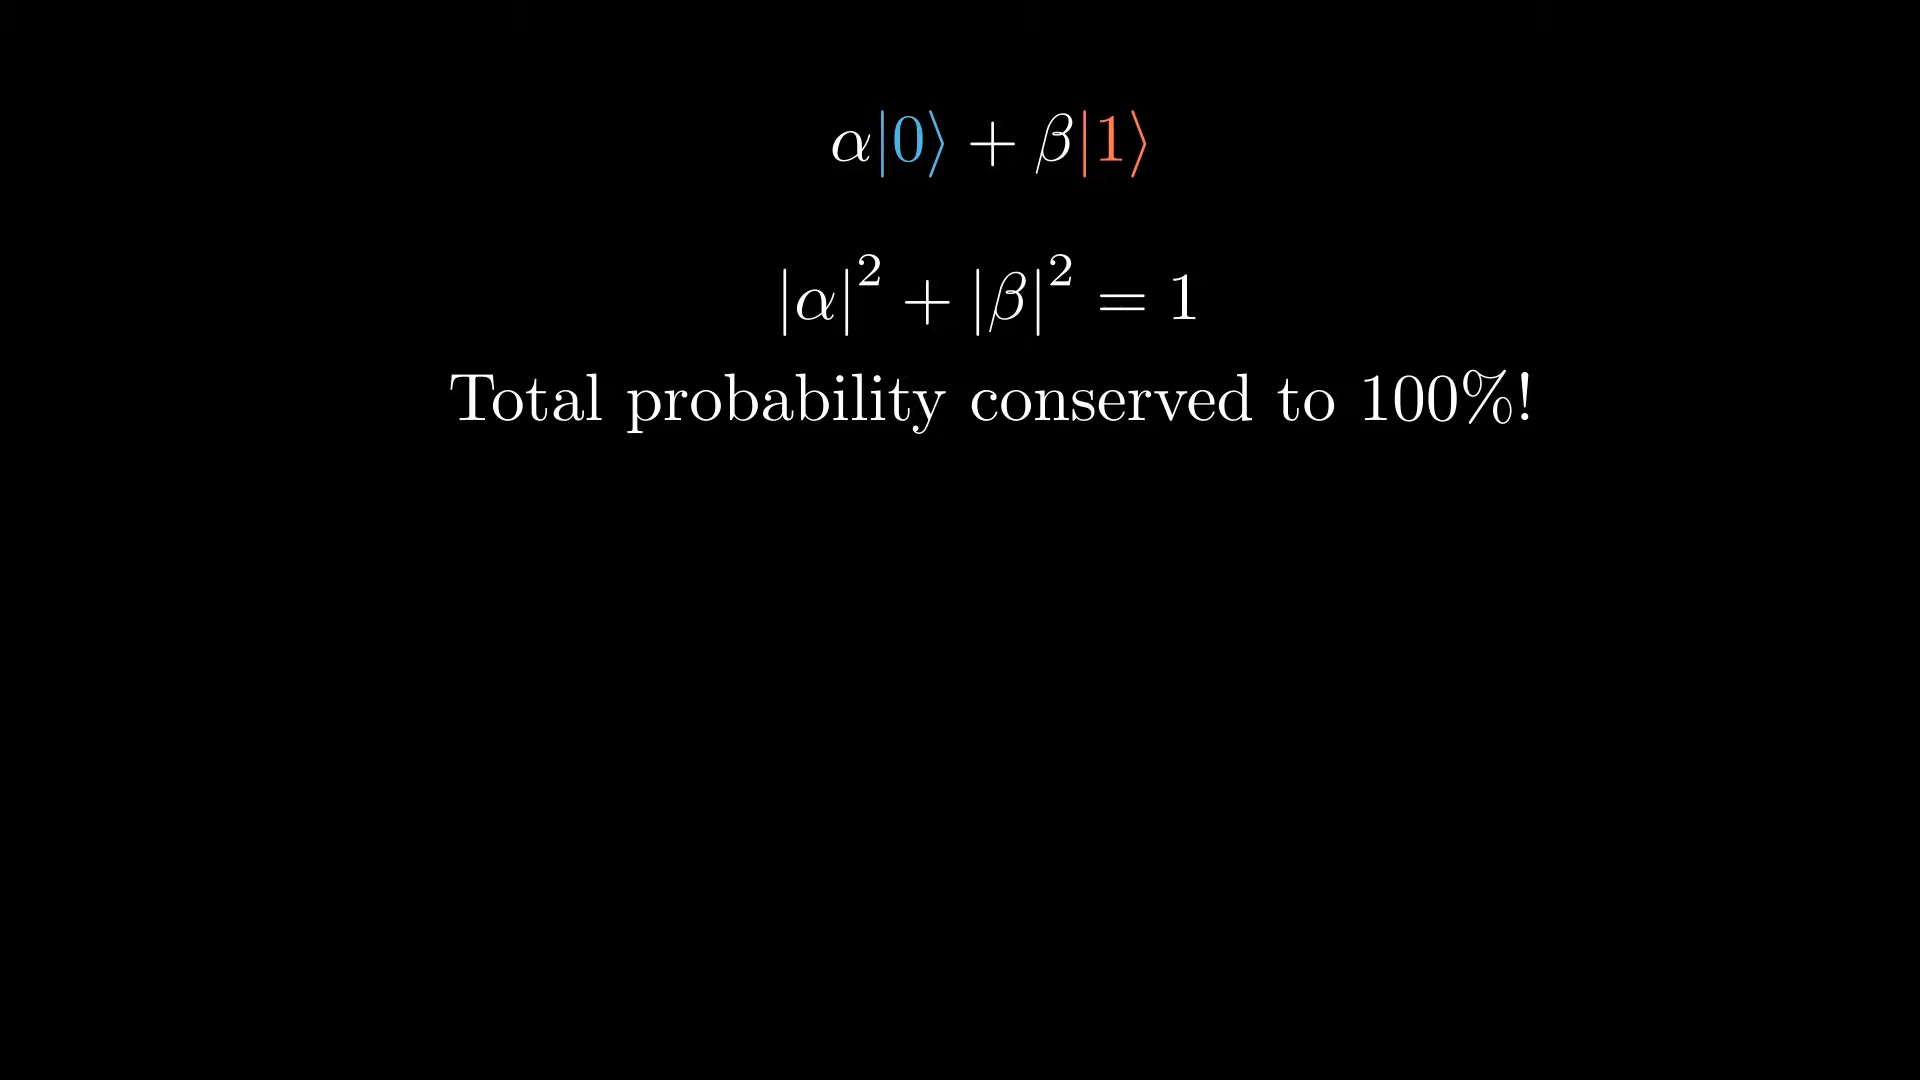 α|0⟩ + β|1⟩
|α|² + |β|² = 1
Total probability conserved to 100%!